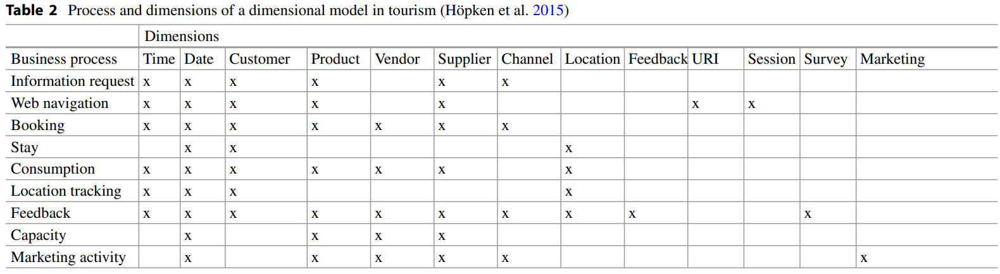 Table 2 Process and dimensions of a dimensional model in tourism (Höpken et al. 2015)
Dimensions
Business process Time Date Customer Product Vendor Supplier Channel Location Feedback URI Session Survey Marketing
Information request x x x x x x
Web navigation x x x x x x x
Booking x x x x x x x
Stay x x x
Consumption x x x x x x x
Location tracking x x x x
Feedback x x x x x x x x x x
Capacity x x x x
Marketing activity x x x x x x